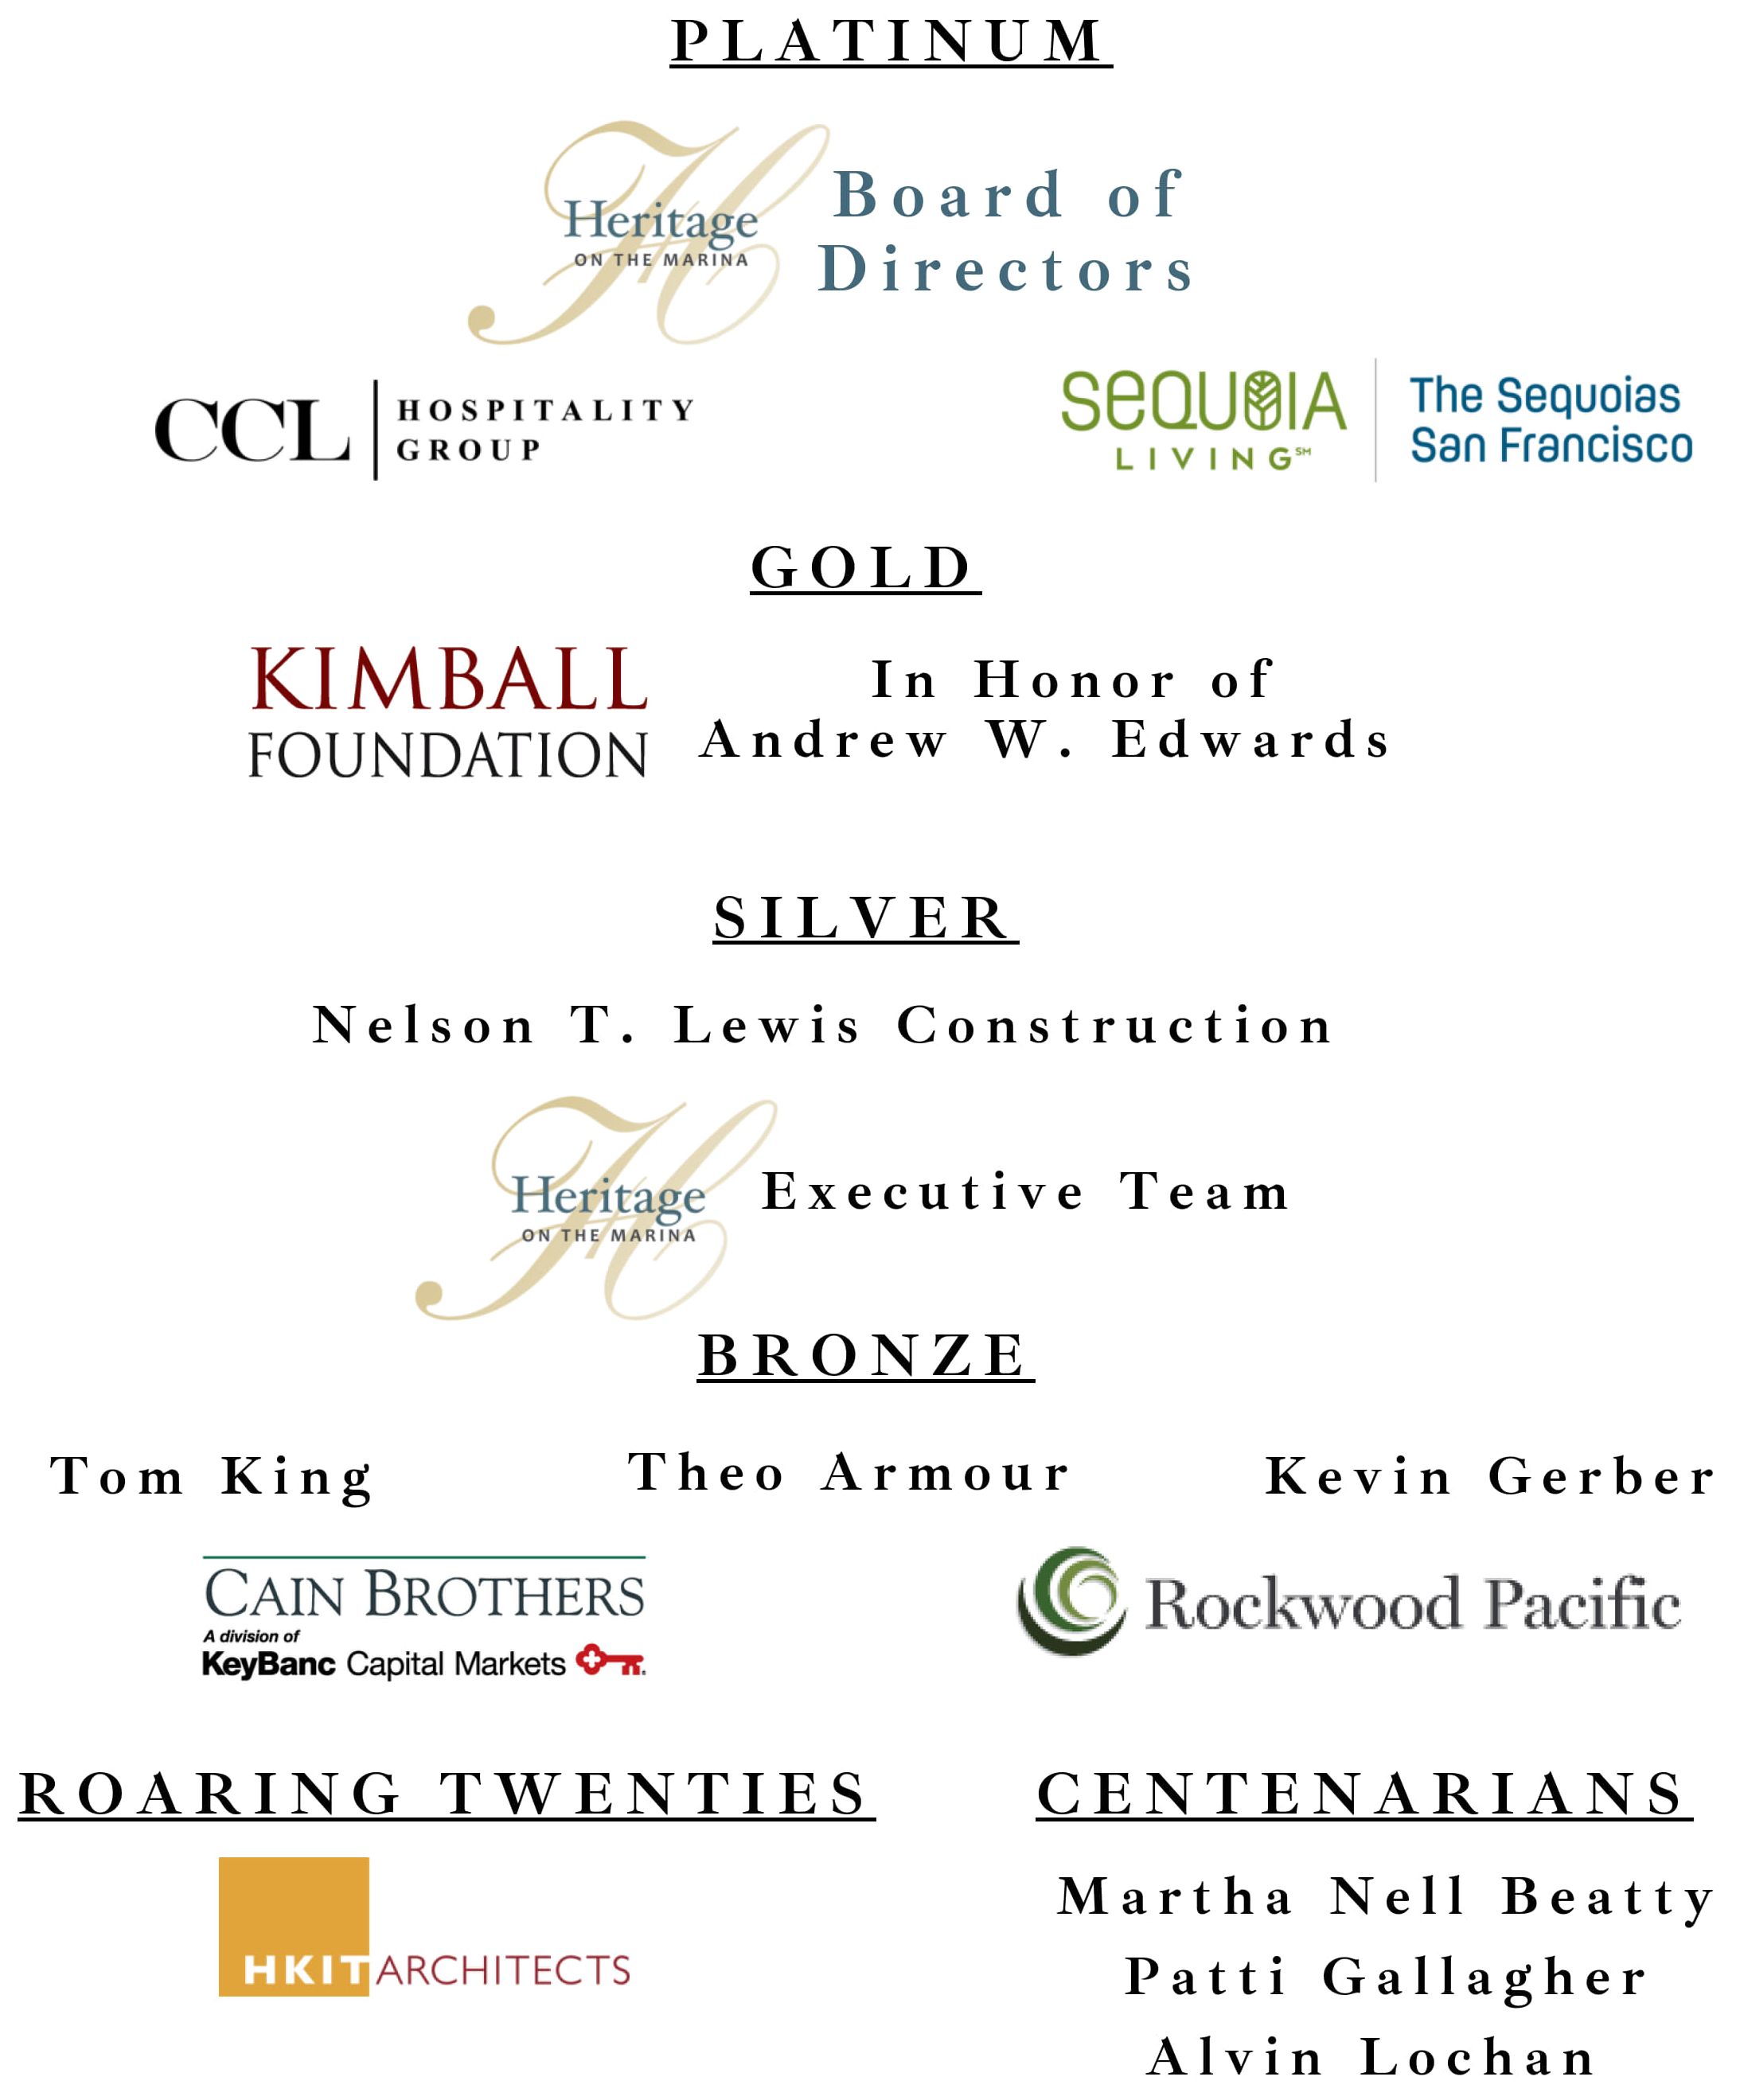 PLATINUM
Heritage
ON THE MARINA
Board of
Directors
CCL HOSPITALITY
GROUP
SEQUOIA
LIVING℠
The Sequoias
San Francisco
GOLD
KIMBALL
FOUNDATION
In Honor of
Andrew W. Edwards
SILVER
Nelson T. Lewis Construction
Heritage
ON THE MARINA
Executive Team
BRONZE
Tom King
Theo Armour
Kevin Gerber
CAIN BROTHERS
A division of
KeyBanc Capital Markets
Rockwood Pacific
ROARING TWENTIES
HKIT ARCHITECTS
CENTENARIANS
Martha Nell Beatty
Patti Gallagher
Alvin Lochan